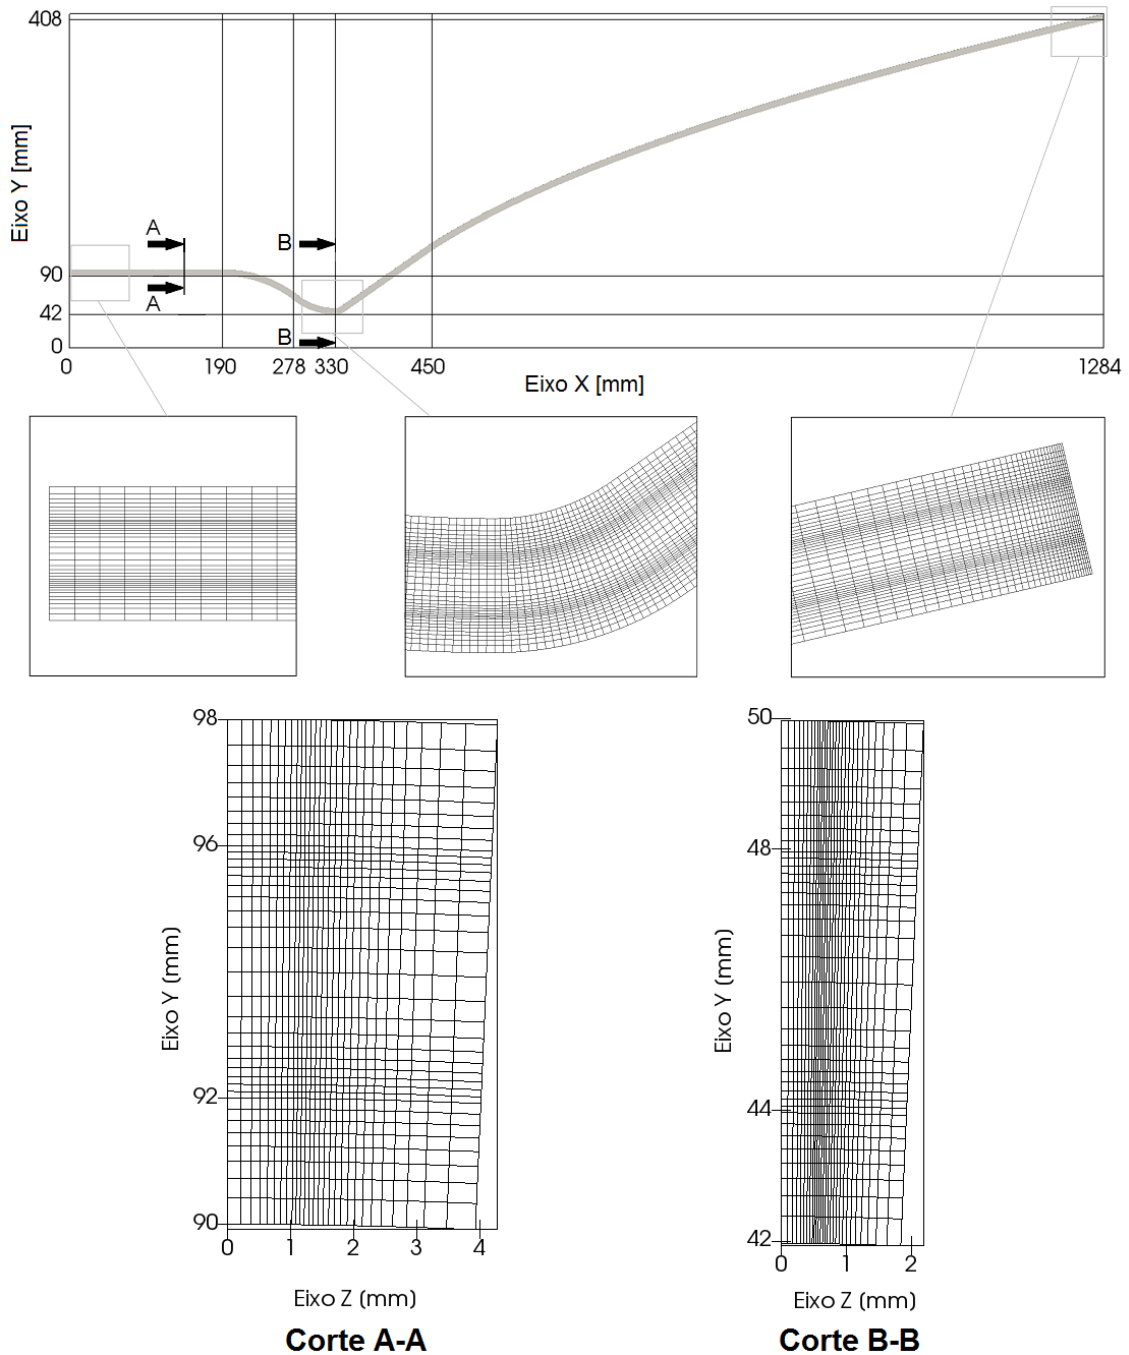 408
Eixo Y [mm]
A
B
90
A
42
B
0
0 190 278 330 450 1284
Eixo X [mm]
98
96
92
90
Eixo Y (mm)
0 1 2 3 4
Eixo Z (mm)
Corte A-A
50
48
44
42
Eixo Y (mm)
0 1 2
Eixo Z (mm)
Corte B-B